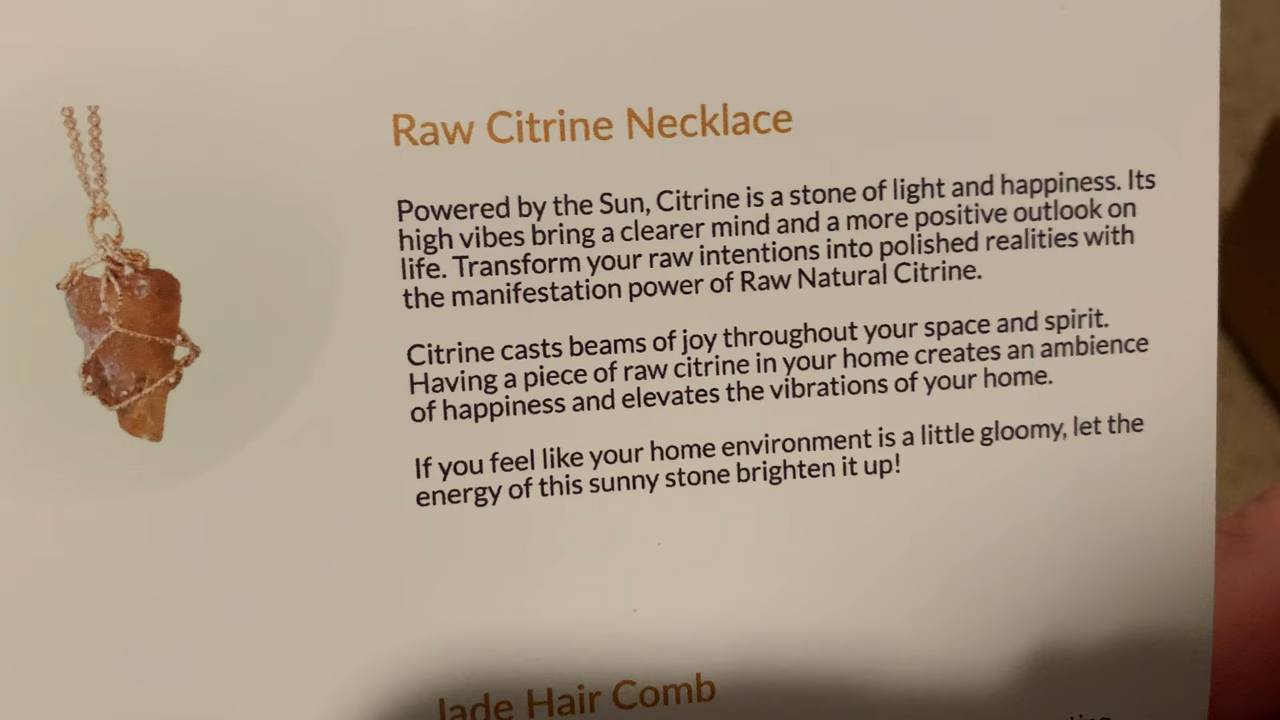 Raw Citrine Necklace
Powered by the Sun, Citrine is a stone of light and happiness. Its
high vibes bring a clearer mind and a more positive outlook on
life. Transform your raw intentions into polished realities with
the manifestation power of Raw Natural Citrine.
Citrine casts beams of joy throughout your space and spirit.
Having a piece of raw citrine in your home creates an ambience
of happiness and elevates the vibrations of your home.
If you feel like your home environment is a little gloomy, let the
energy of this sunny stone brighten it up!
Jade Hair Comb